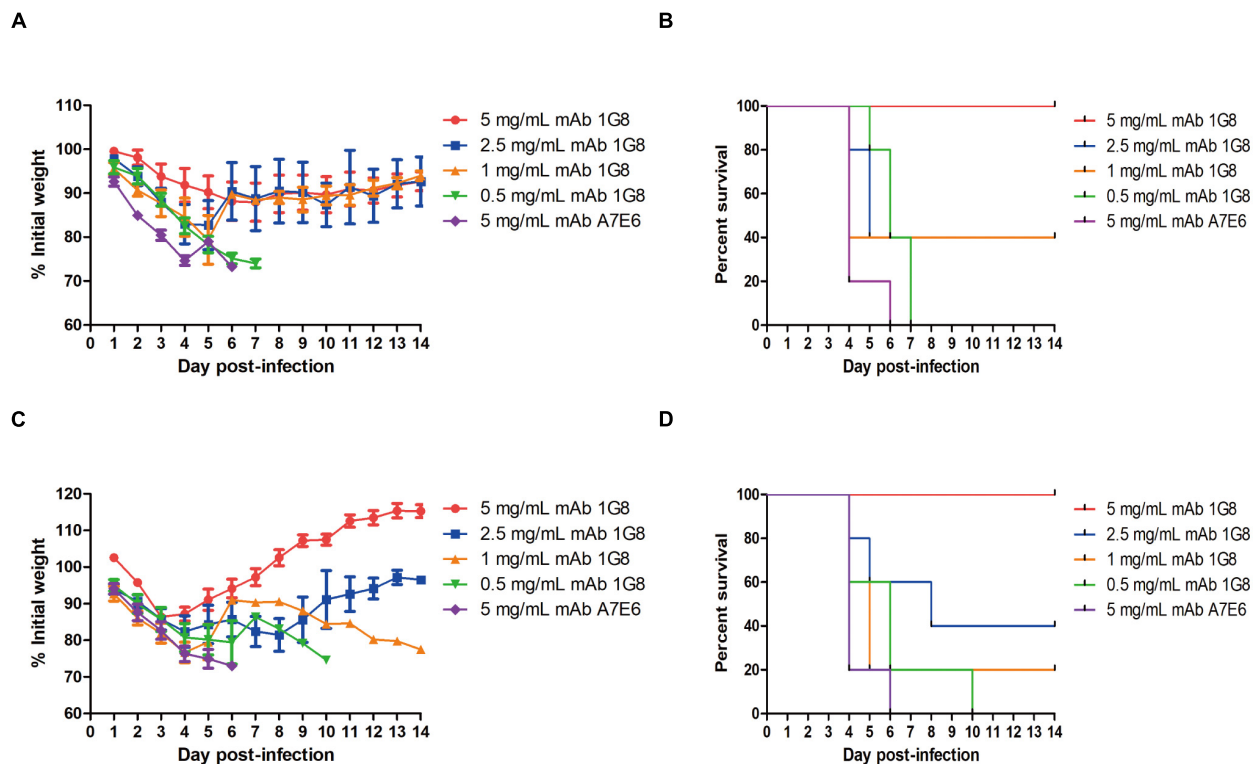 A
B
110
100
90
80
70
60
% Initial weight
0 1 2 3 4 5 6 7 8 9 10 11 12 13 14
Day post-infection
5 mg/mL mAb 1G8
2.5 mg/mL mAb 1G8
1 mg/mL mAb 1G8
0.5 mg/mL mAb 1G8
5 mg/mL mAb A7E6
100
80
60
40
20
0
Percent survival
0 1 2 3 4 5 6 7 8 9 10 11 12 13 14
Day post-infection
5 mg/mL mAb 1G8
2.5 mg/mL mAb 1G8
1 mg/mL mAb 1G8
0.5 mg/mL mAb 1G8
5 mg/mL mAb A7E6
C
D
120
110
100
90
80
70
60
% Initial weight
0 1 2 3 4 5 6 7 8 9 10 11 12 13 14
Day post-infection
5 mg/mL mAb 1G8
2.5 mg/mL mAb 1G8
1 mg/mL mAb 1G8
0.5 mg/mL mAb 1G8
5 mg/mL mAb A7E6
100
80
60
40
20
0
Percent survival
0 1 2 3 4 5 6 7 8 9 10 11 12 13 14
Day post-infection
5 mg/mL mAb 1G8
2.5 mg/mL mAb 1G8
1 mg/mL mAb 1G8
0.5 mg/mL mAb 1G8
5 mg/mL mAb A7E6